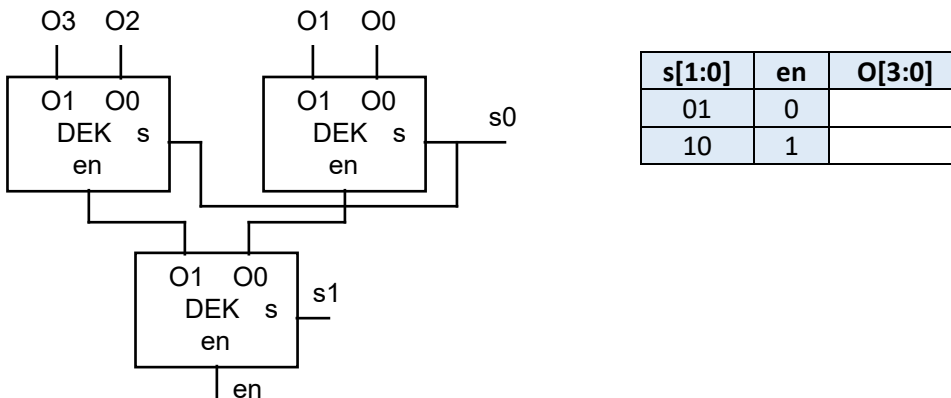 O3 O2
O1 O0
O1 O0
DEK s
en
O1 O0
DEK s
en
s0
O1 O0
DEK s
en
s1
en
s[1:0] en O[3:0]
01 0
10 1